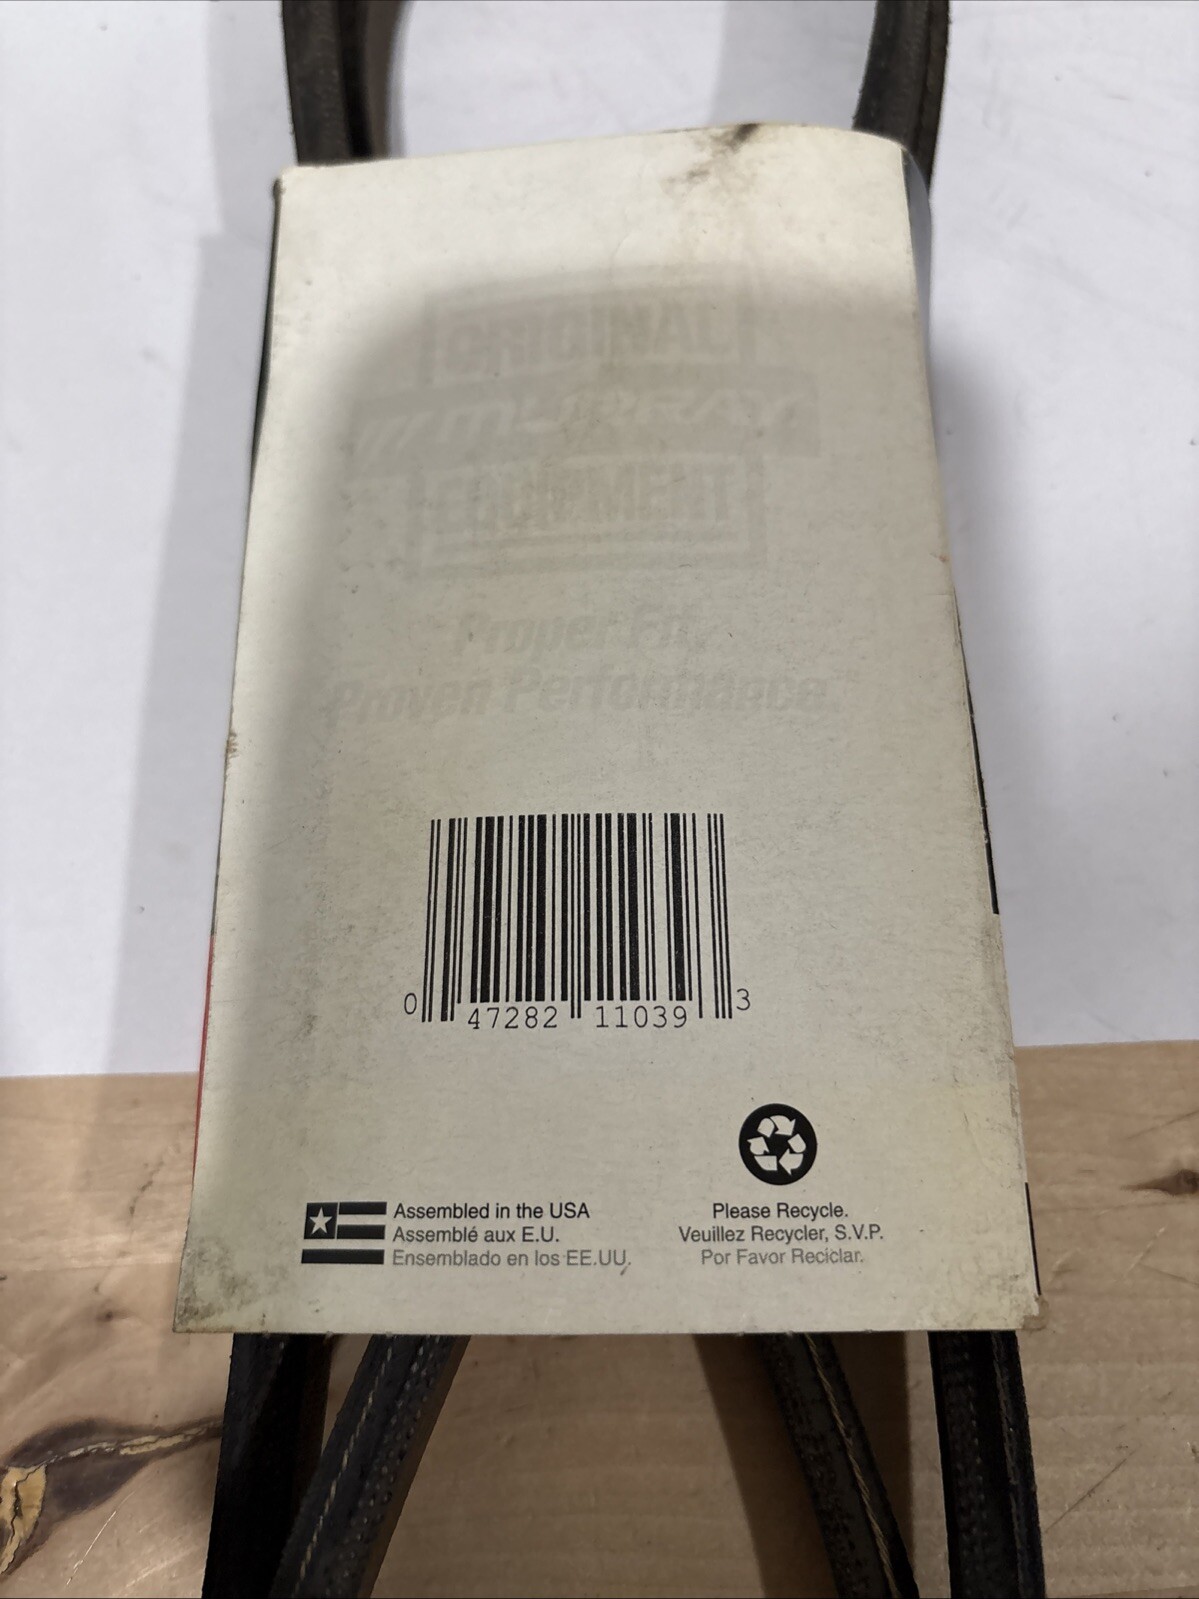 ORIGINAL
MURRAY
EQUIPMENT
Proper Fit.
Proven Performance.
0 47282 11039 3
Assembled in the USA
Assemblé aux E.U.
Ensemblado en los EE.UU.
Please Recycle.
Veuillez Recycler, S.V.P.
Por Favor Reciclar.